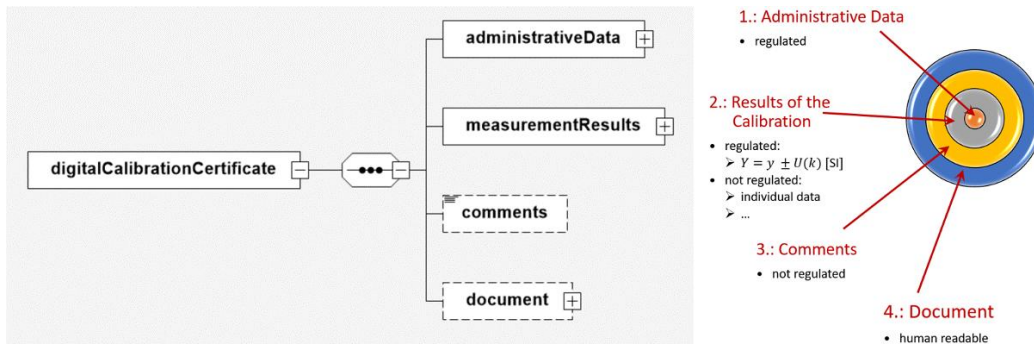 digitalCalibrationCertificate
administrativeData
measurementResults
comments
document
1.: Administrative Data
• regulated
2.: Results of the
Calibration
• regulated:
➢ Y = y ± U(k) [SI]
• not regulated:
➢ individual data
➢ ...
3.: Comments
• not regulated
4.: Document
• human readable